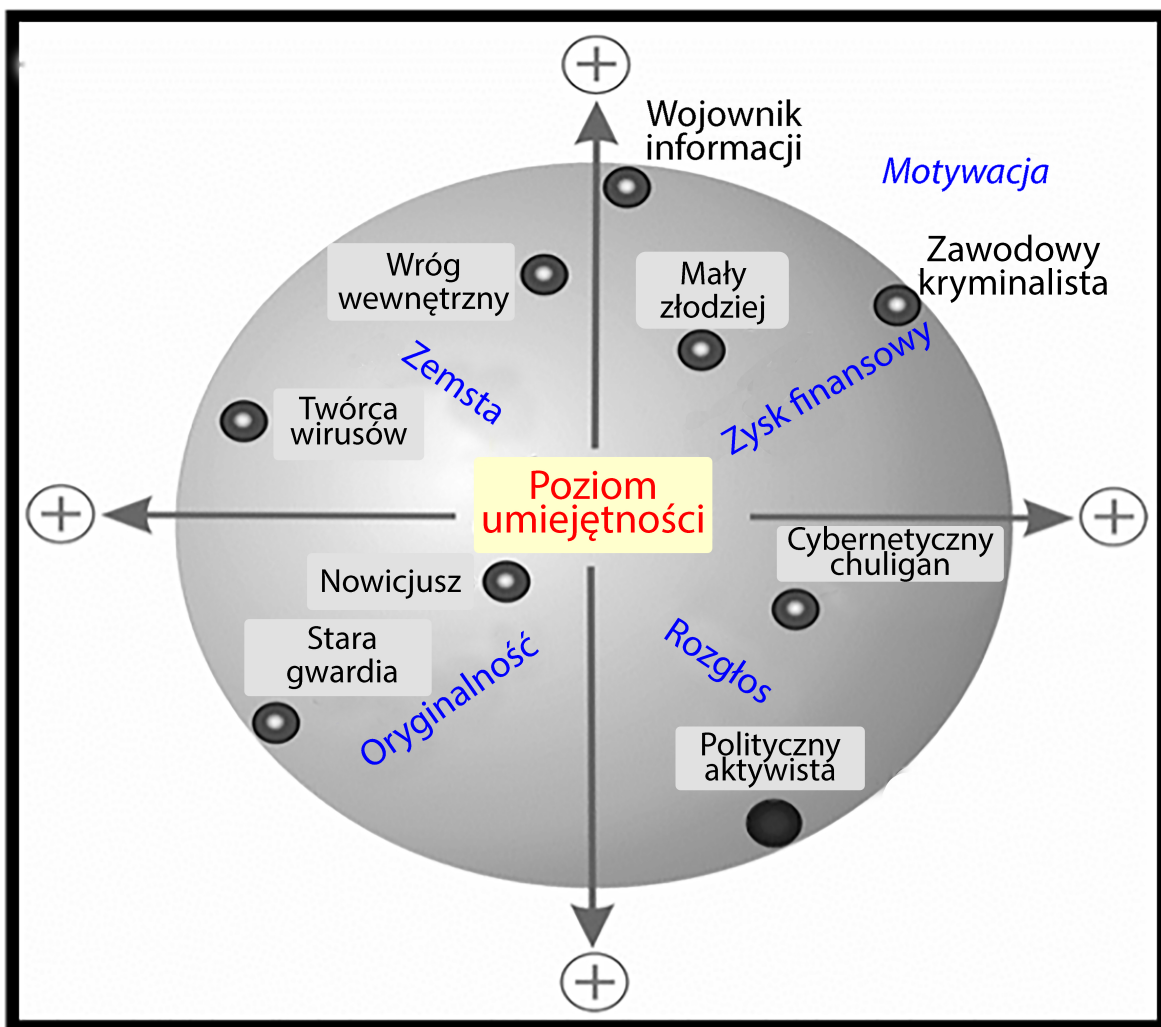 Wojownik
informacji
Motywacja
Zawodowy
kryminalista
Wróg
wewnętrzny
Mały
złodziej
Zemsta
Zysk finansowy
Twórca
wirusów
Poziom
umiejętności
Cybernetyczny
chuligan
Nowicjusz
Stara
gwardia
Oryginalność
Rozgłos
Polityczny
aktywista